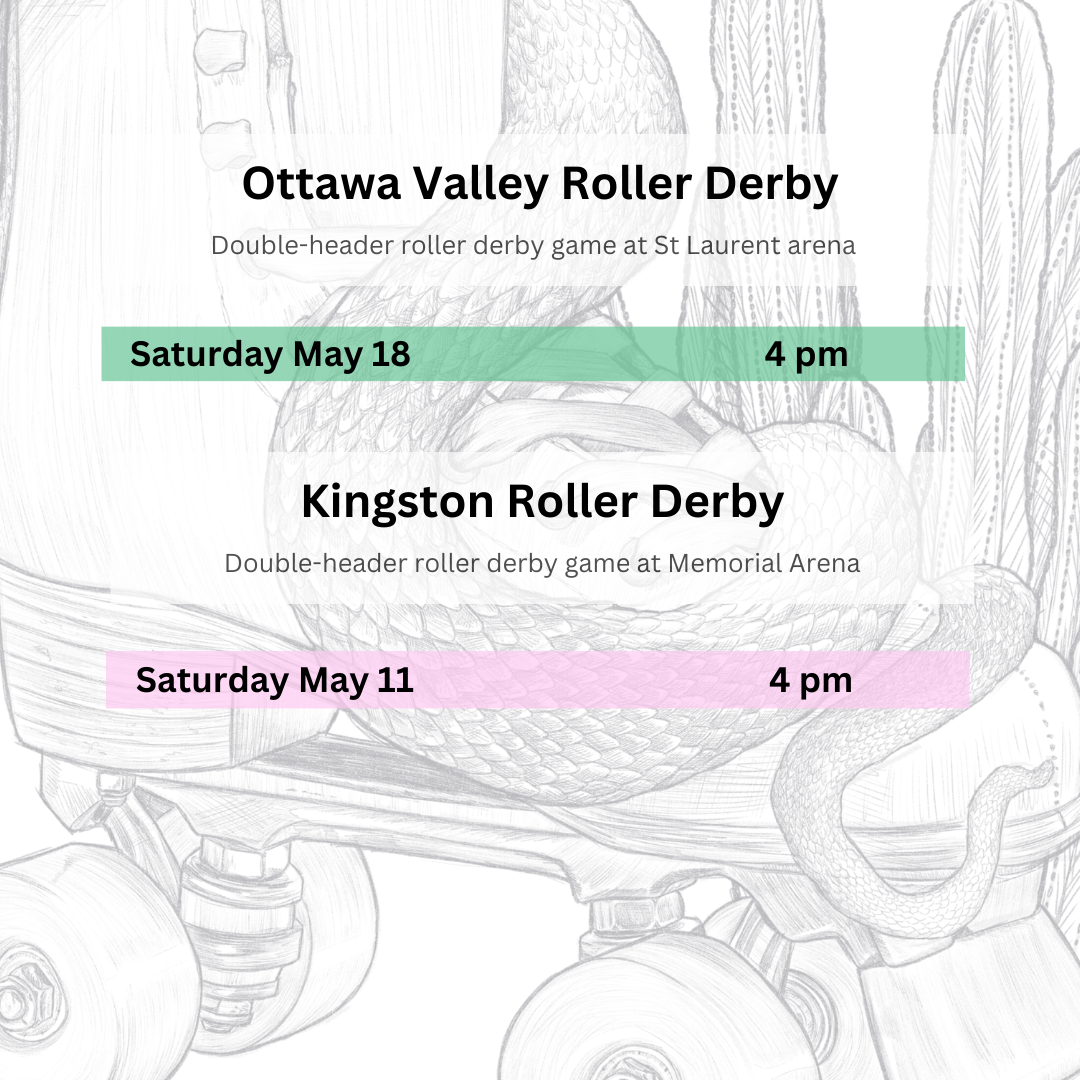 Ottawa Valley Roller Derby
Double-header roller derby game at St Laurent arena
Saturday May 18 4 pm
Kingston Roller Derby
Double-header roller derby game at Memorial Arena
Saturday May 11 4 pm